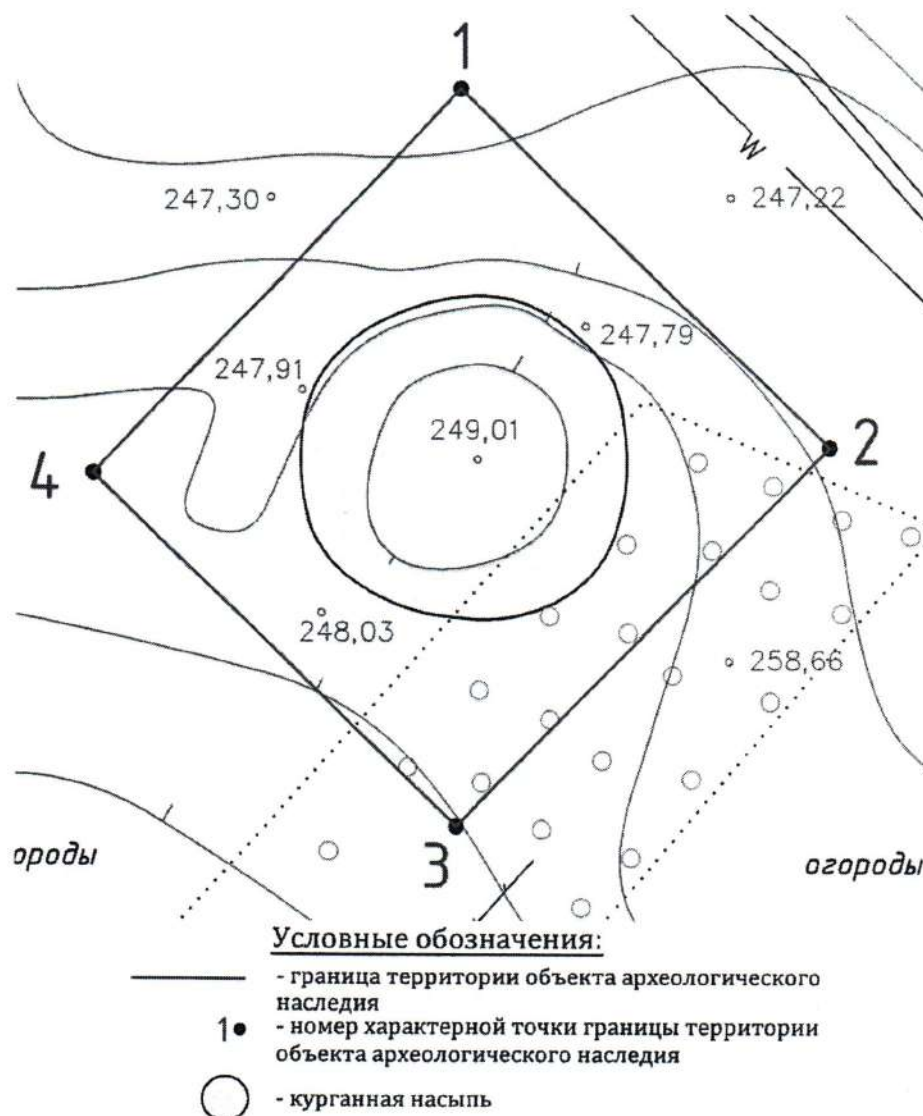 1
247,30
247,22
247,79
247,91
249,01
2
4
248,03
258,66
3
ороды
огороды
Условные обозначения:
- граница территории объекта археологического
наследия
1 - номер характерной точки границы территории
объекта археологического наследия
- курганная насыпь